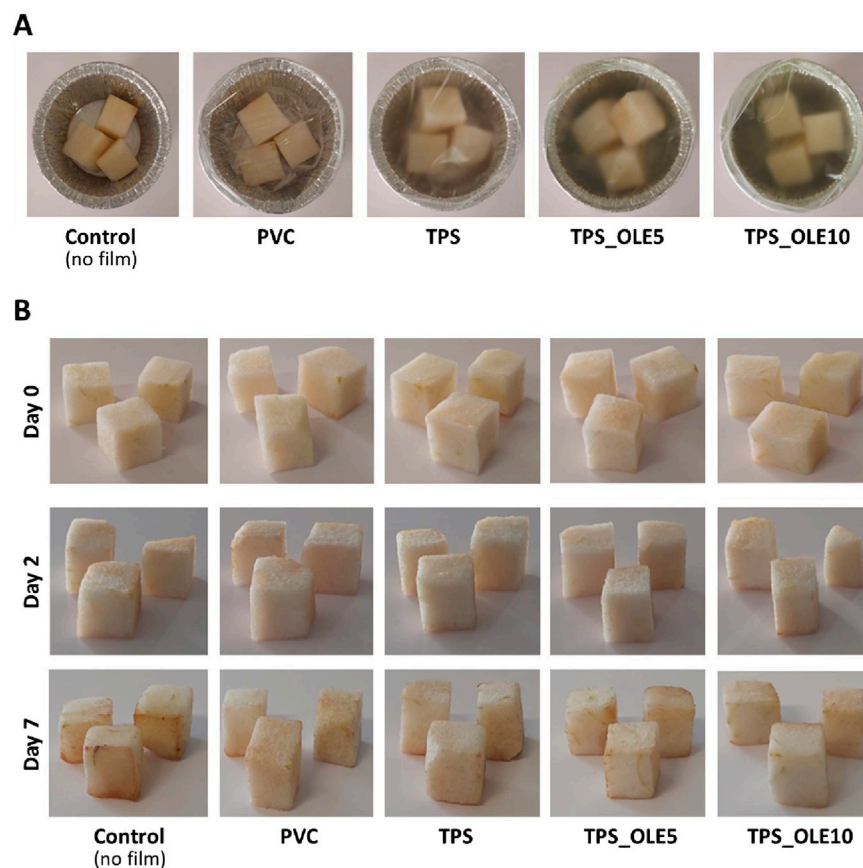 A
Control
(no film)
PVC
TPS
TPS_OLE5
TPS_OLE10
B
Day 0
Day 2
Day 7
Control
(no film)
PVC
TPS
TPS_OLE5
TPS_OLE10